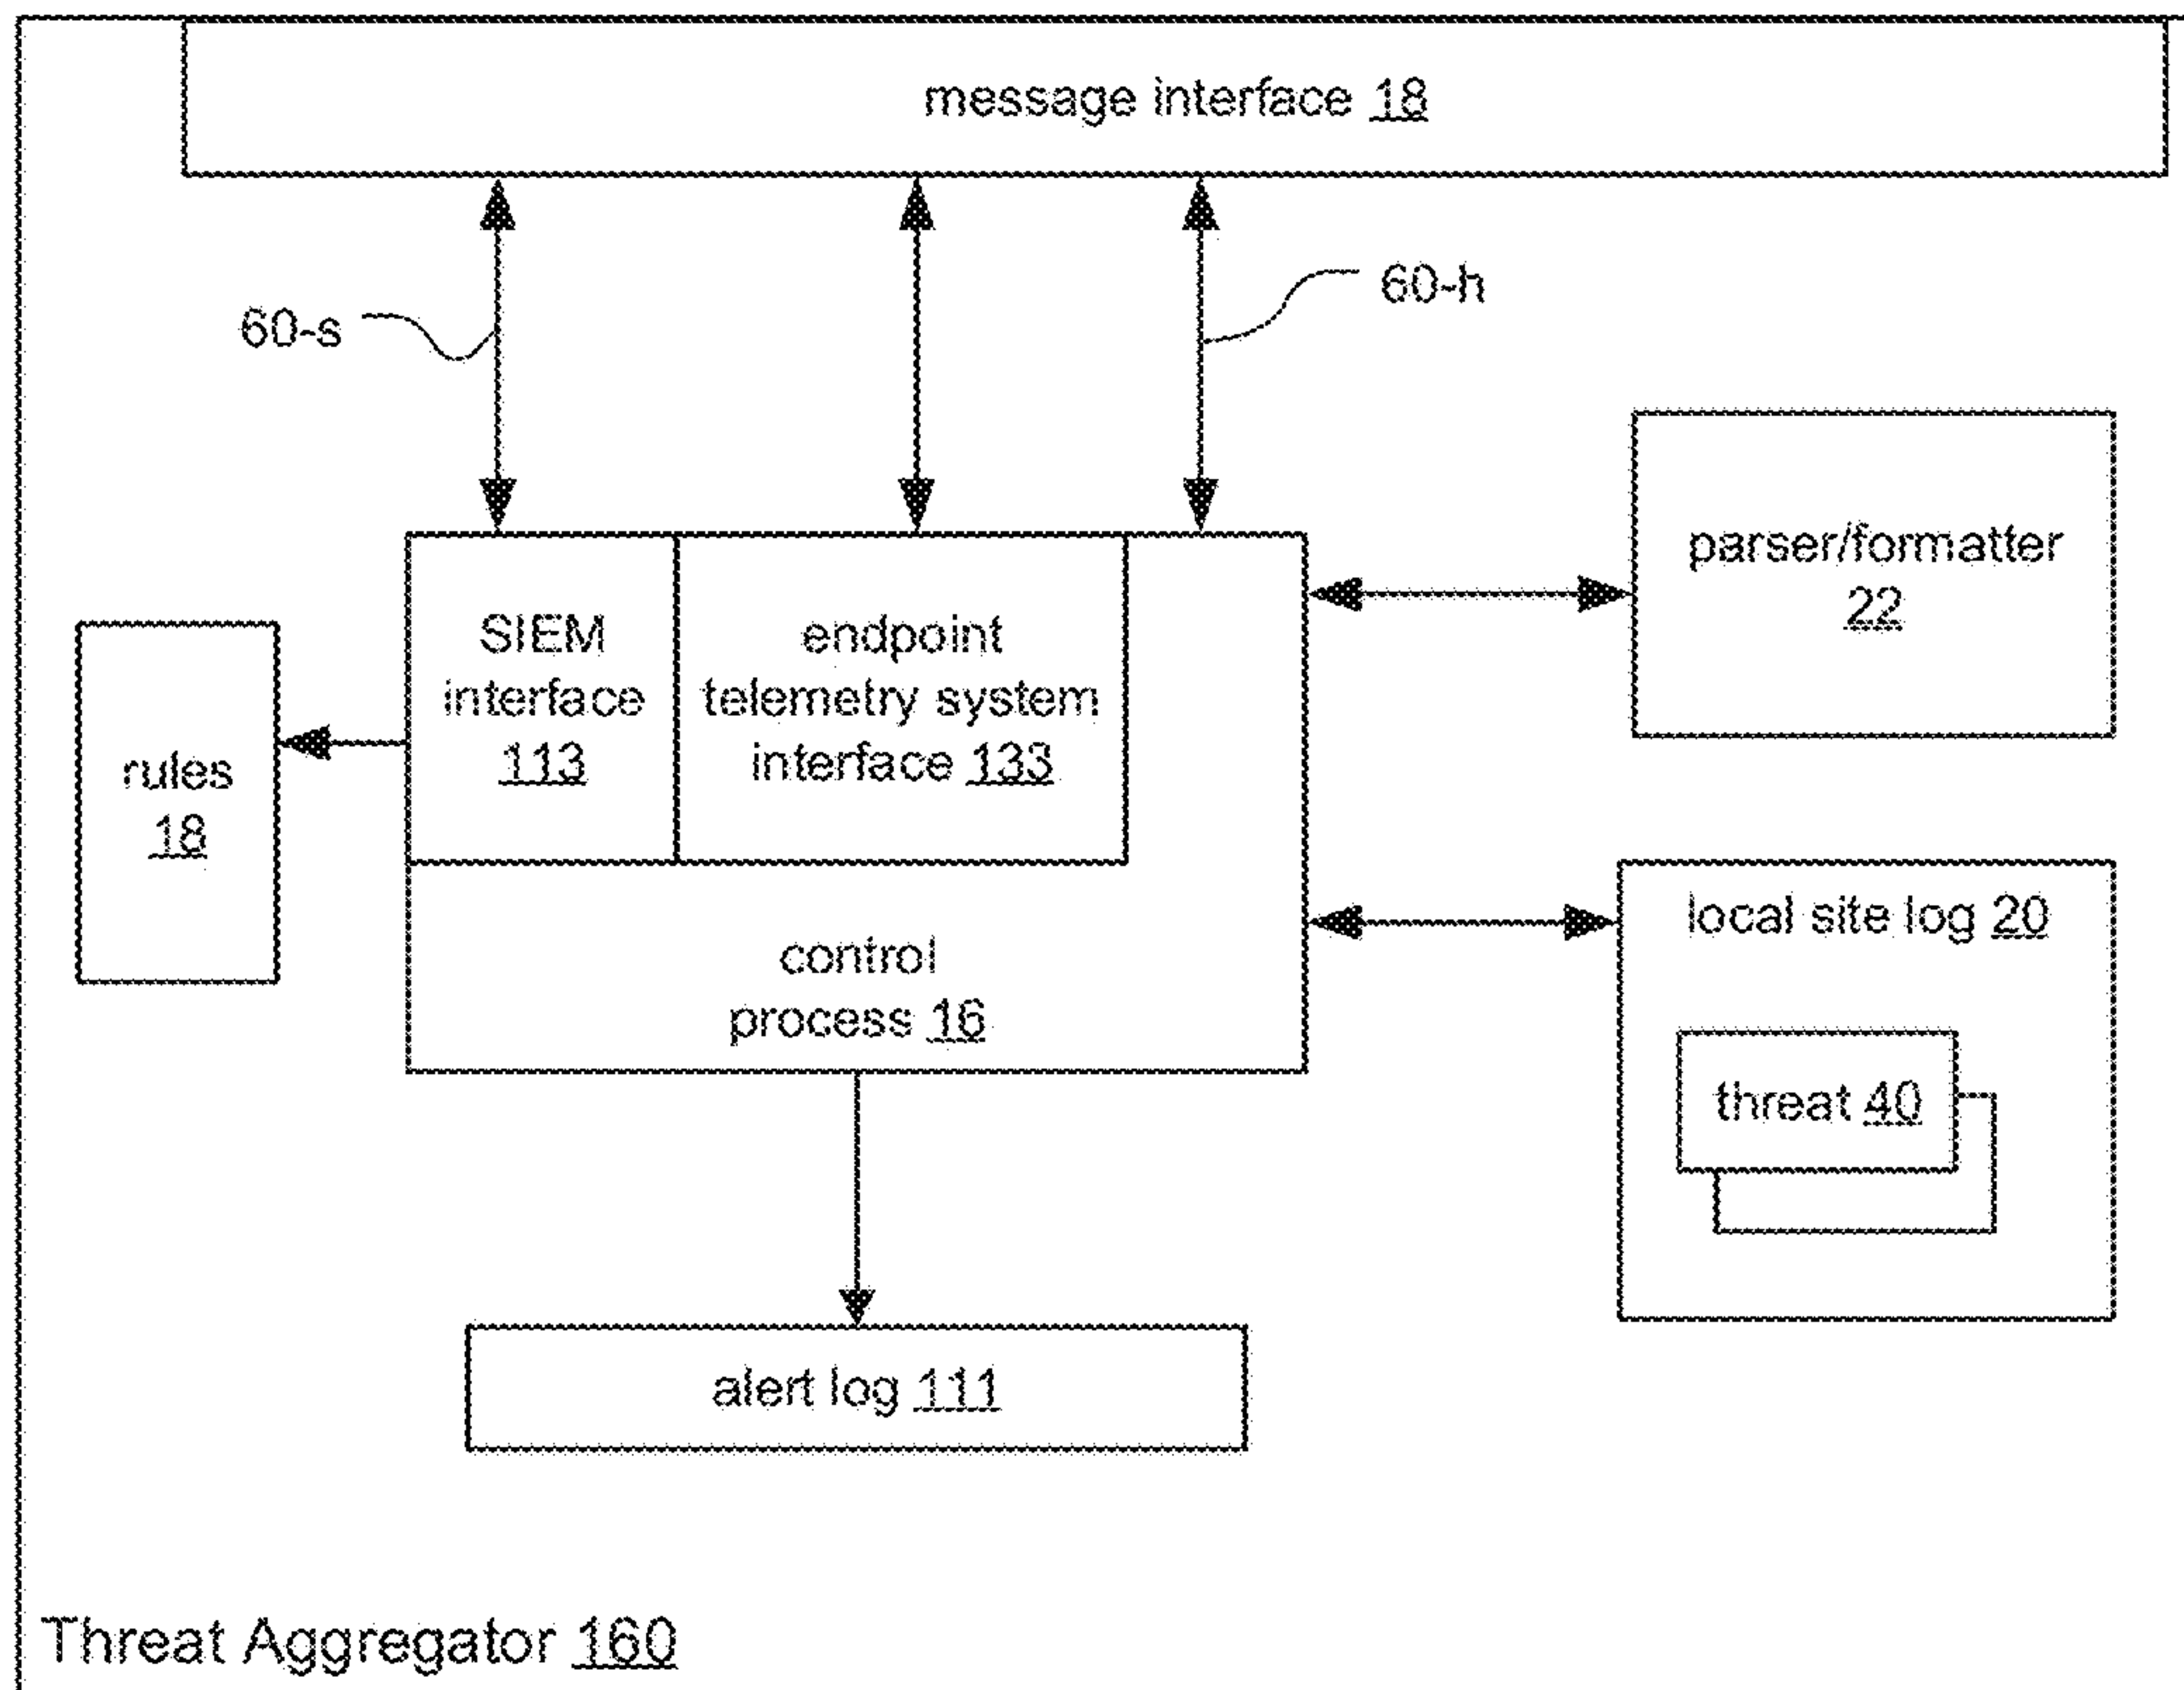 message interface 18
60-s
60-h
parser/formatter
22
SIEM
interface
113
endpoint
telemetry system
interface 133
rules
18
control
process 16
local site log 20
threat 40
alert log 111
Threat Aggregator 160